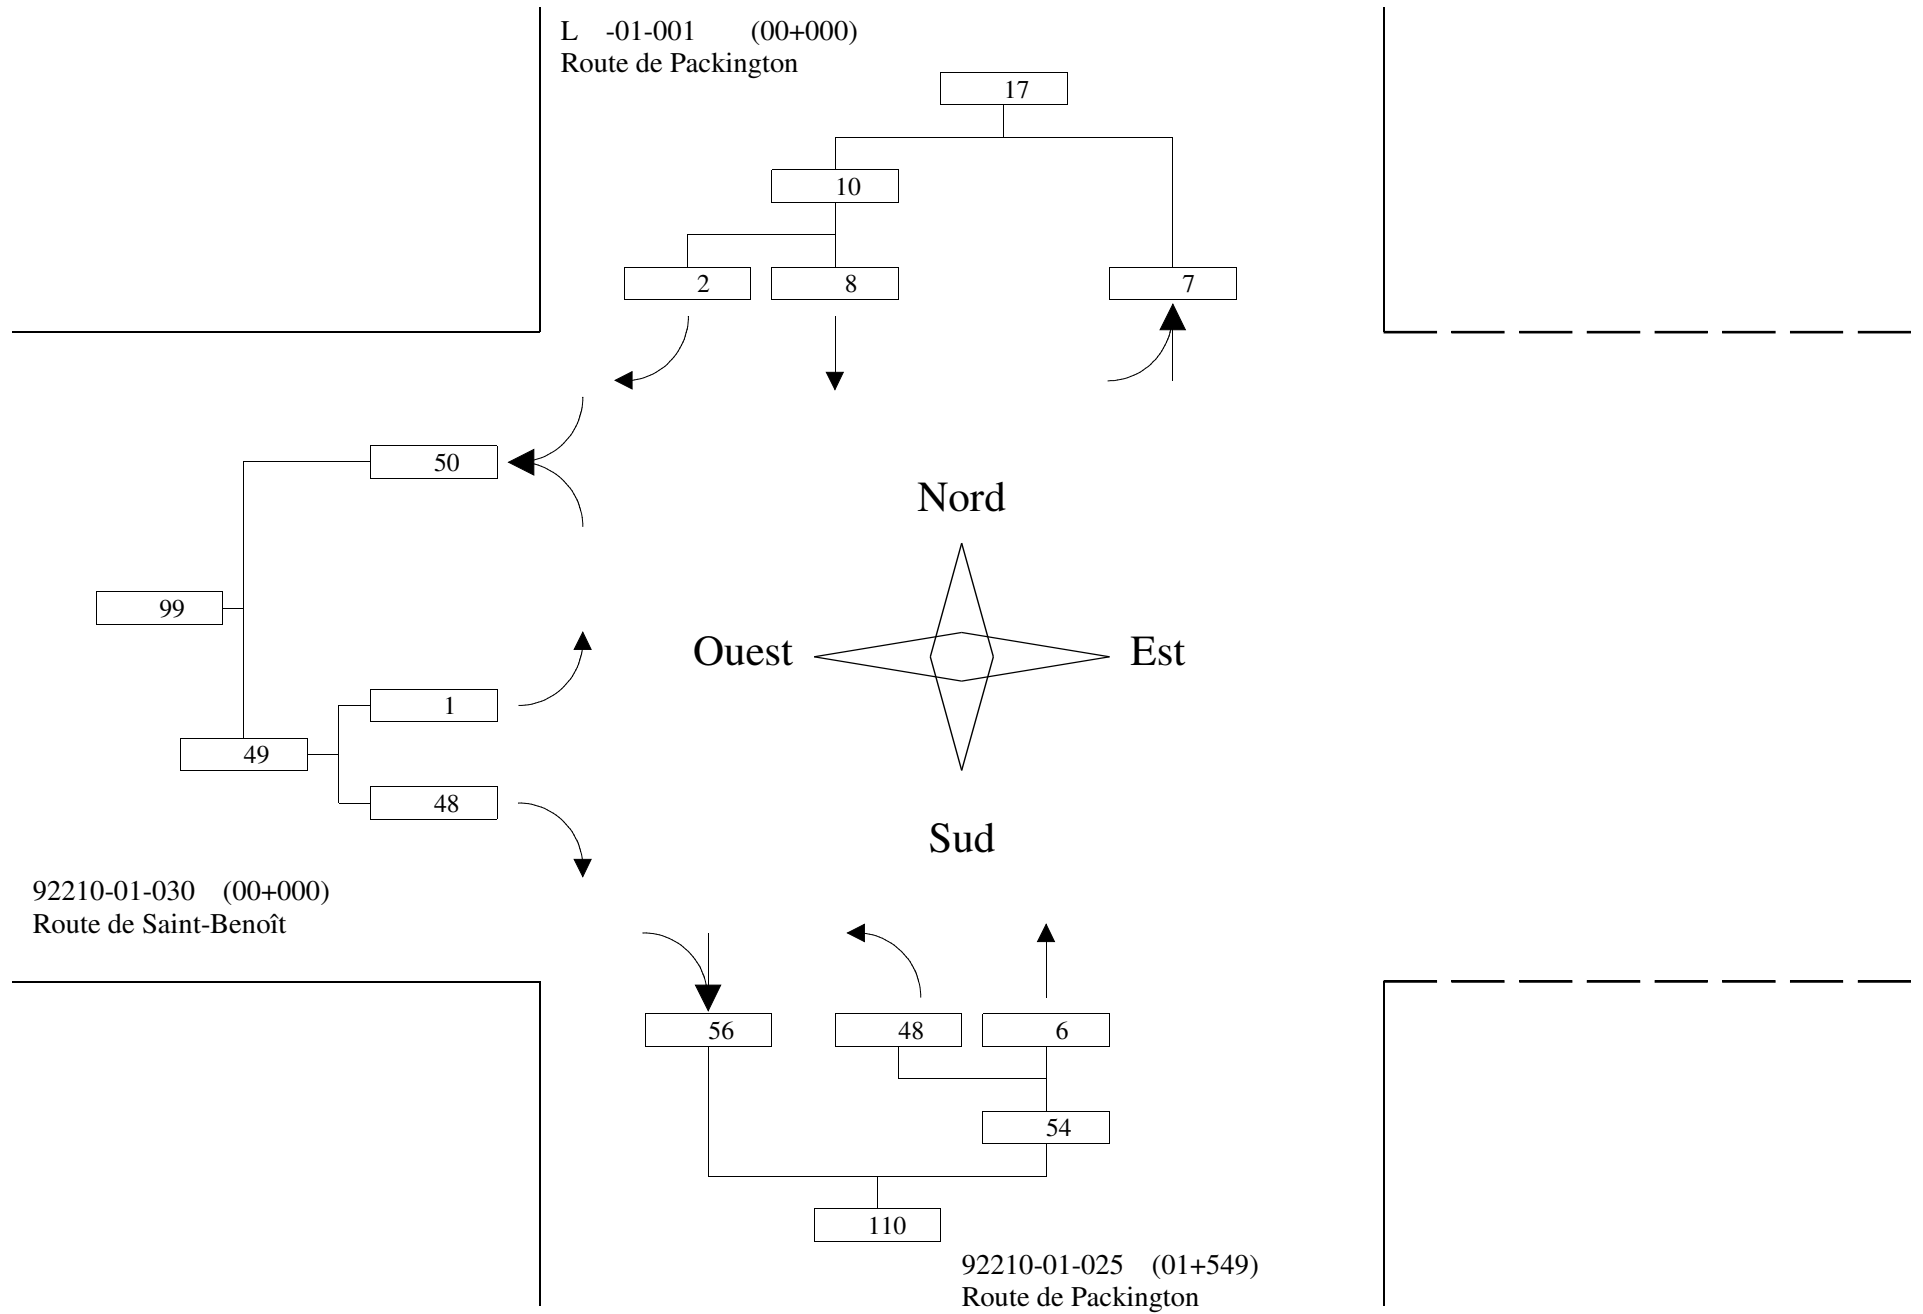 L -01-001 (00+000)
Route de Packington
17
10
2 8 7
50
Nord
99
Ouest Est
1
49
48
Sud
92210-01-030 (00+000)
Route de Saint-Benoît
56 48 6
54
110
92210-01-025 (01+549)
Route de Packington